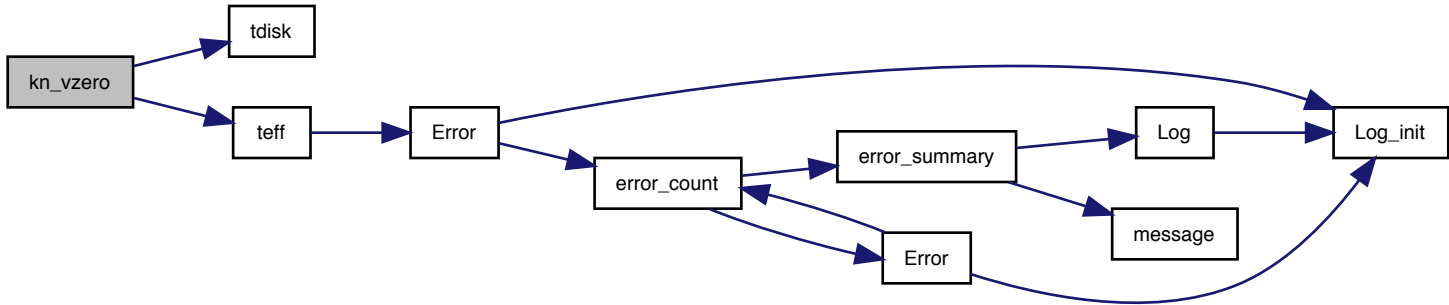 kn_vzero
tdisk
teff
Error
error_count
error_summary
Error
Log
message
Log_init